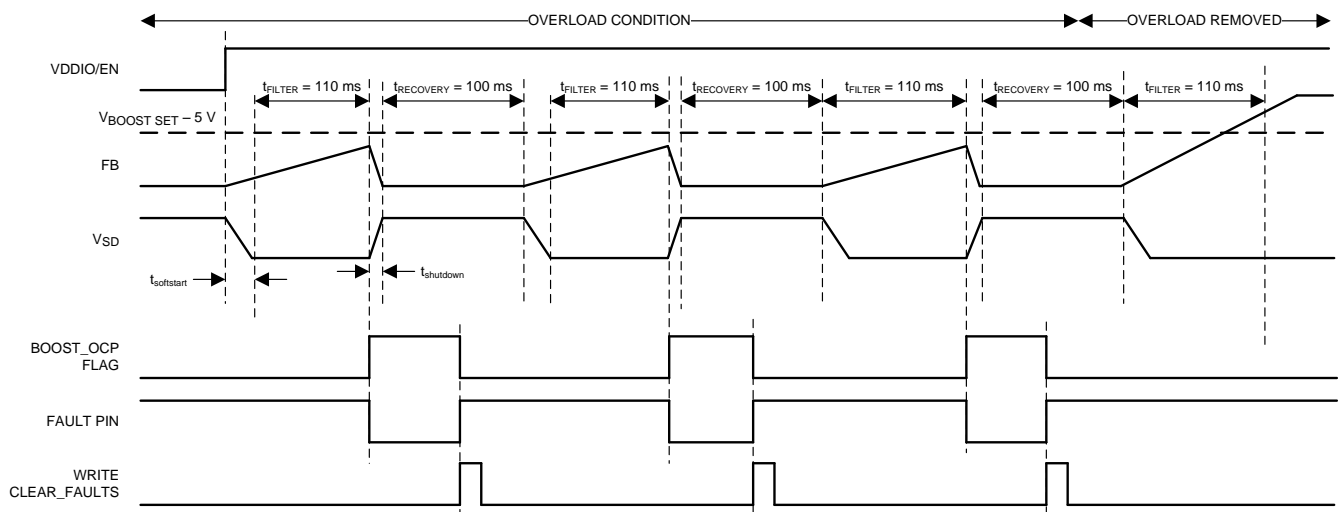 OVERLOAD CONDITION
OVERLOAD REMOVED
VDDIO/EN
tFILTER = 110 ms
tRECOVERY = 100 ms
tFILTER = 110 ms
tRECOVERY = 100 ms
tFILTER = 110 ms
tRECOVERY = 100 ms
tFILTER = 110 ms
VBOOST SET – 5 V
FB
VSD
tsoftstart
tshutdown
BOOST_OCP
FLAG
FAULT PIN
WRITE
CLEAR_FAULTS